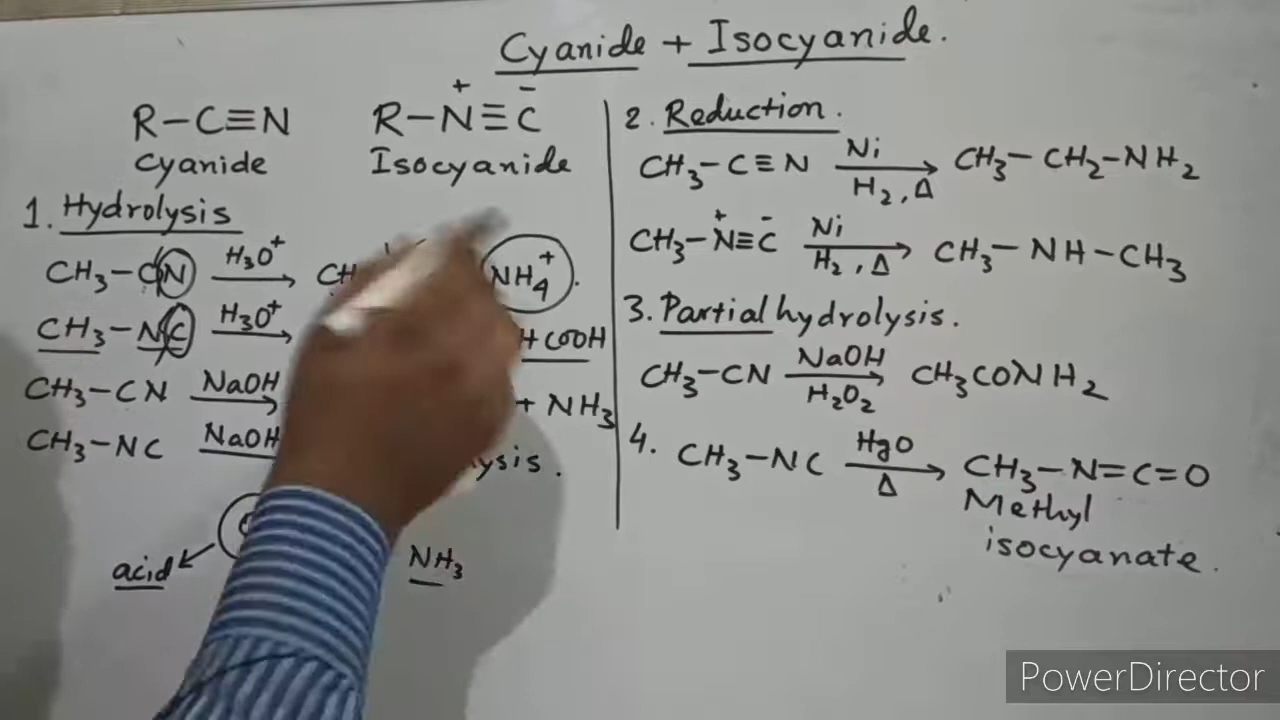 Cyanide + Isocyanide.
R-C≡N
Cyanide
R-N⁺≡C⁻
Isocyanide
1. Hydrolysis
CH₃-CN H₃O⁺ → CH NH₄⁺.
CH₃-NC H₃O⁺ → HCOOH
CH₃-CN NaOH → + NH₃
CH₃-NC NaOH ysis.
acid NH₃
2. Reduction.
CH₃-C≡N Ni H₂, Δ → CH₃-CH₂-NH₂
CH₃-N⁺≡C⁻ Ni H₂, Δ → CH₃-NH-CH₃
3. Partial hydrolysis.
CH₃-CN NaOH H₂O₂ → CH₃CONH₂
4. CH₃-NC HgO Δ → CH₃-N=C=O
Methyl
isocyanate.
PowerDirector